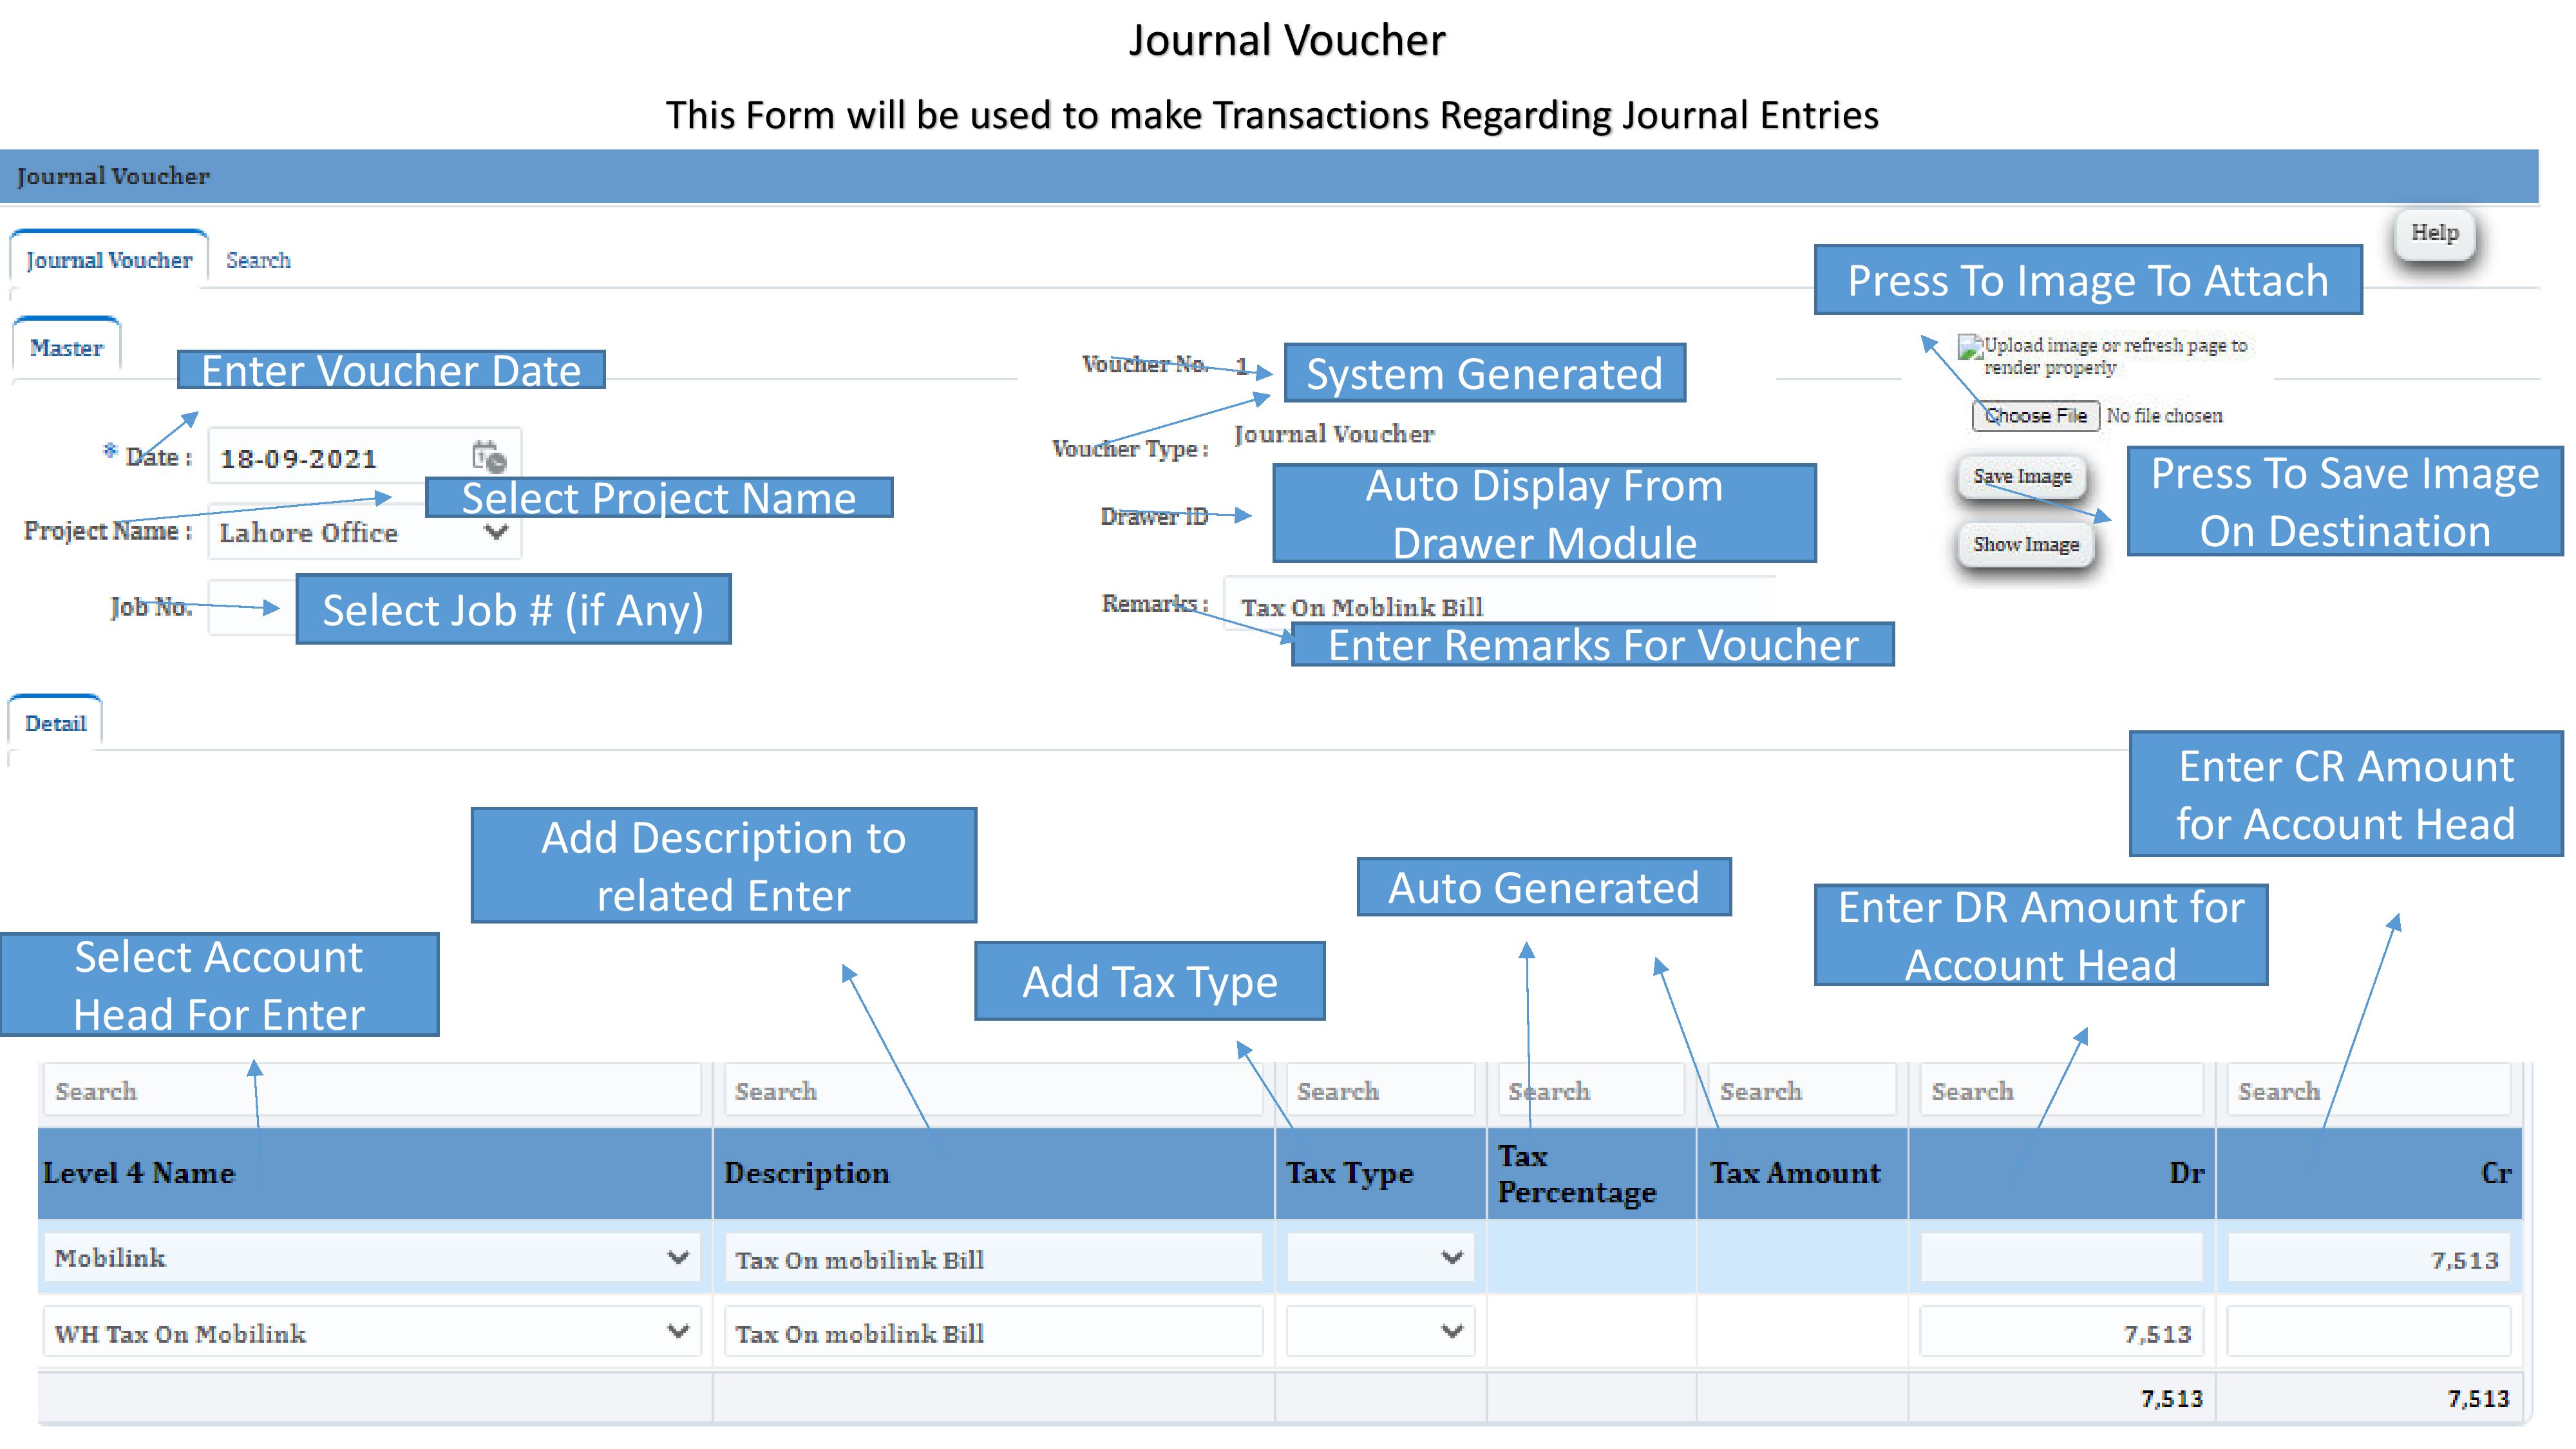 Journal Voucher
This Form will be used to make Transactions Regarding Journal Entries
Journal Voucher
Help
Journal Voucher Search
Press To Image To Attach
Master
Enter Voucher Date
Voucher No. 1
System Generated
Upload image or refresh page to
render properly
Choose File No file chosen
* Date : 18-09-2021
Voucher Type : Journal Voucher
Select Project Name
Auto Display From
Drawer Module
Save Image
Press To Save Image
On Destination
Project Name : Lahore Office
Drawer ID
Show Image
Job No.
Select Job # (if Any)
Remarks : Tax On Moblink Bill
Enter Remarks For Voucher
Detail
Enter CR Amount
for Account Head
Add Description to
related Enter
Auto Generated
Enter DR Amount for
Account Head
Select Account
Head For Enter
Add Tax Type
Search Search Search Search Search Search Search
Level 4 Name Description Tax Type Tax Percentage Tax Amount Dr Cr
Mobilink Tax On mobilink Bill 7,513
WH Tax On Mobilink Tax On mobilink Bill 7,513
7,513 7,513